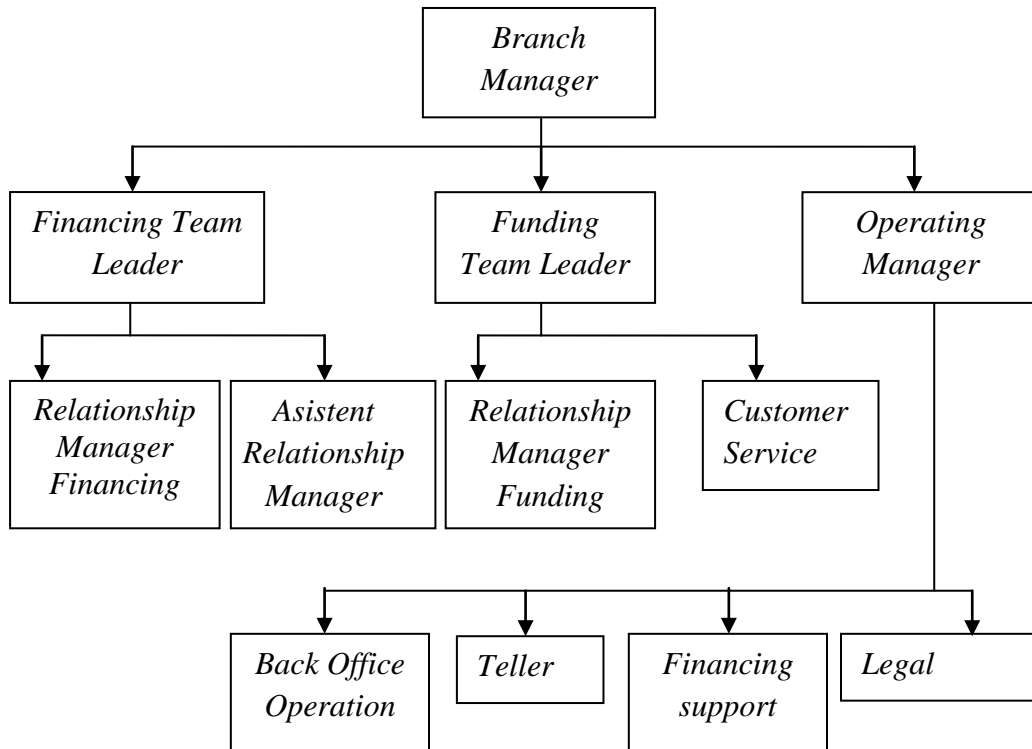 Branch
Manager
Financing Team
Leader
Funding
Team Leader
Operating
Manager
Relationship
Manager
Financing
Asistent
Relationship
Manager
Relationship
Manager
Funding
Customer
Service
Back Office
Operation
Teller
Financing
support
Legal